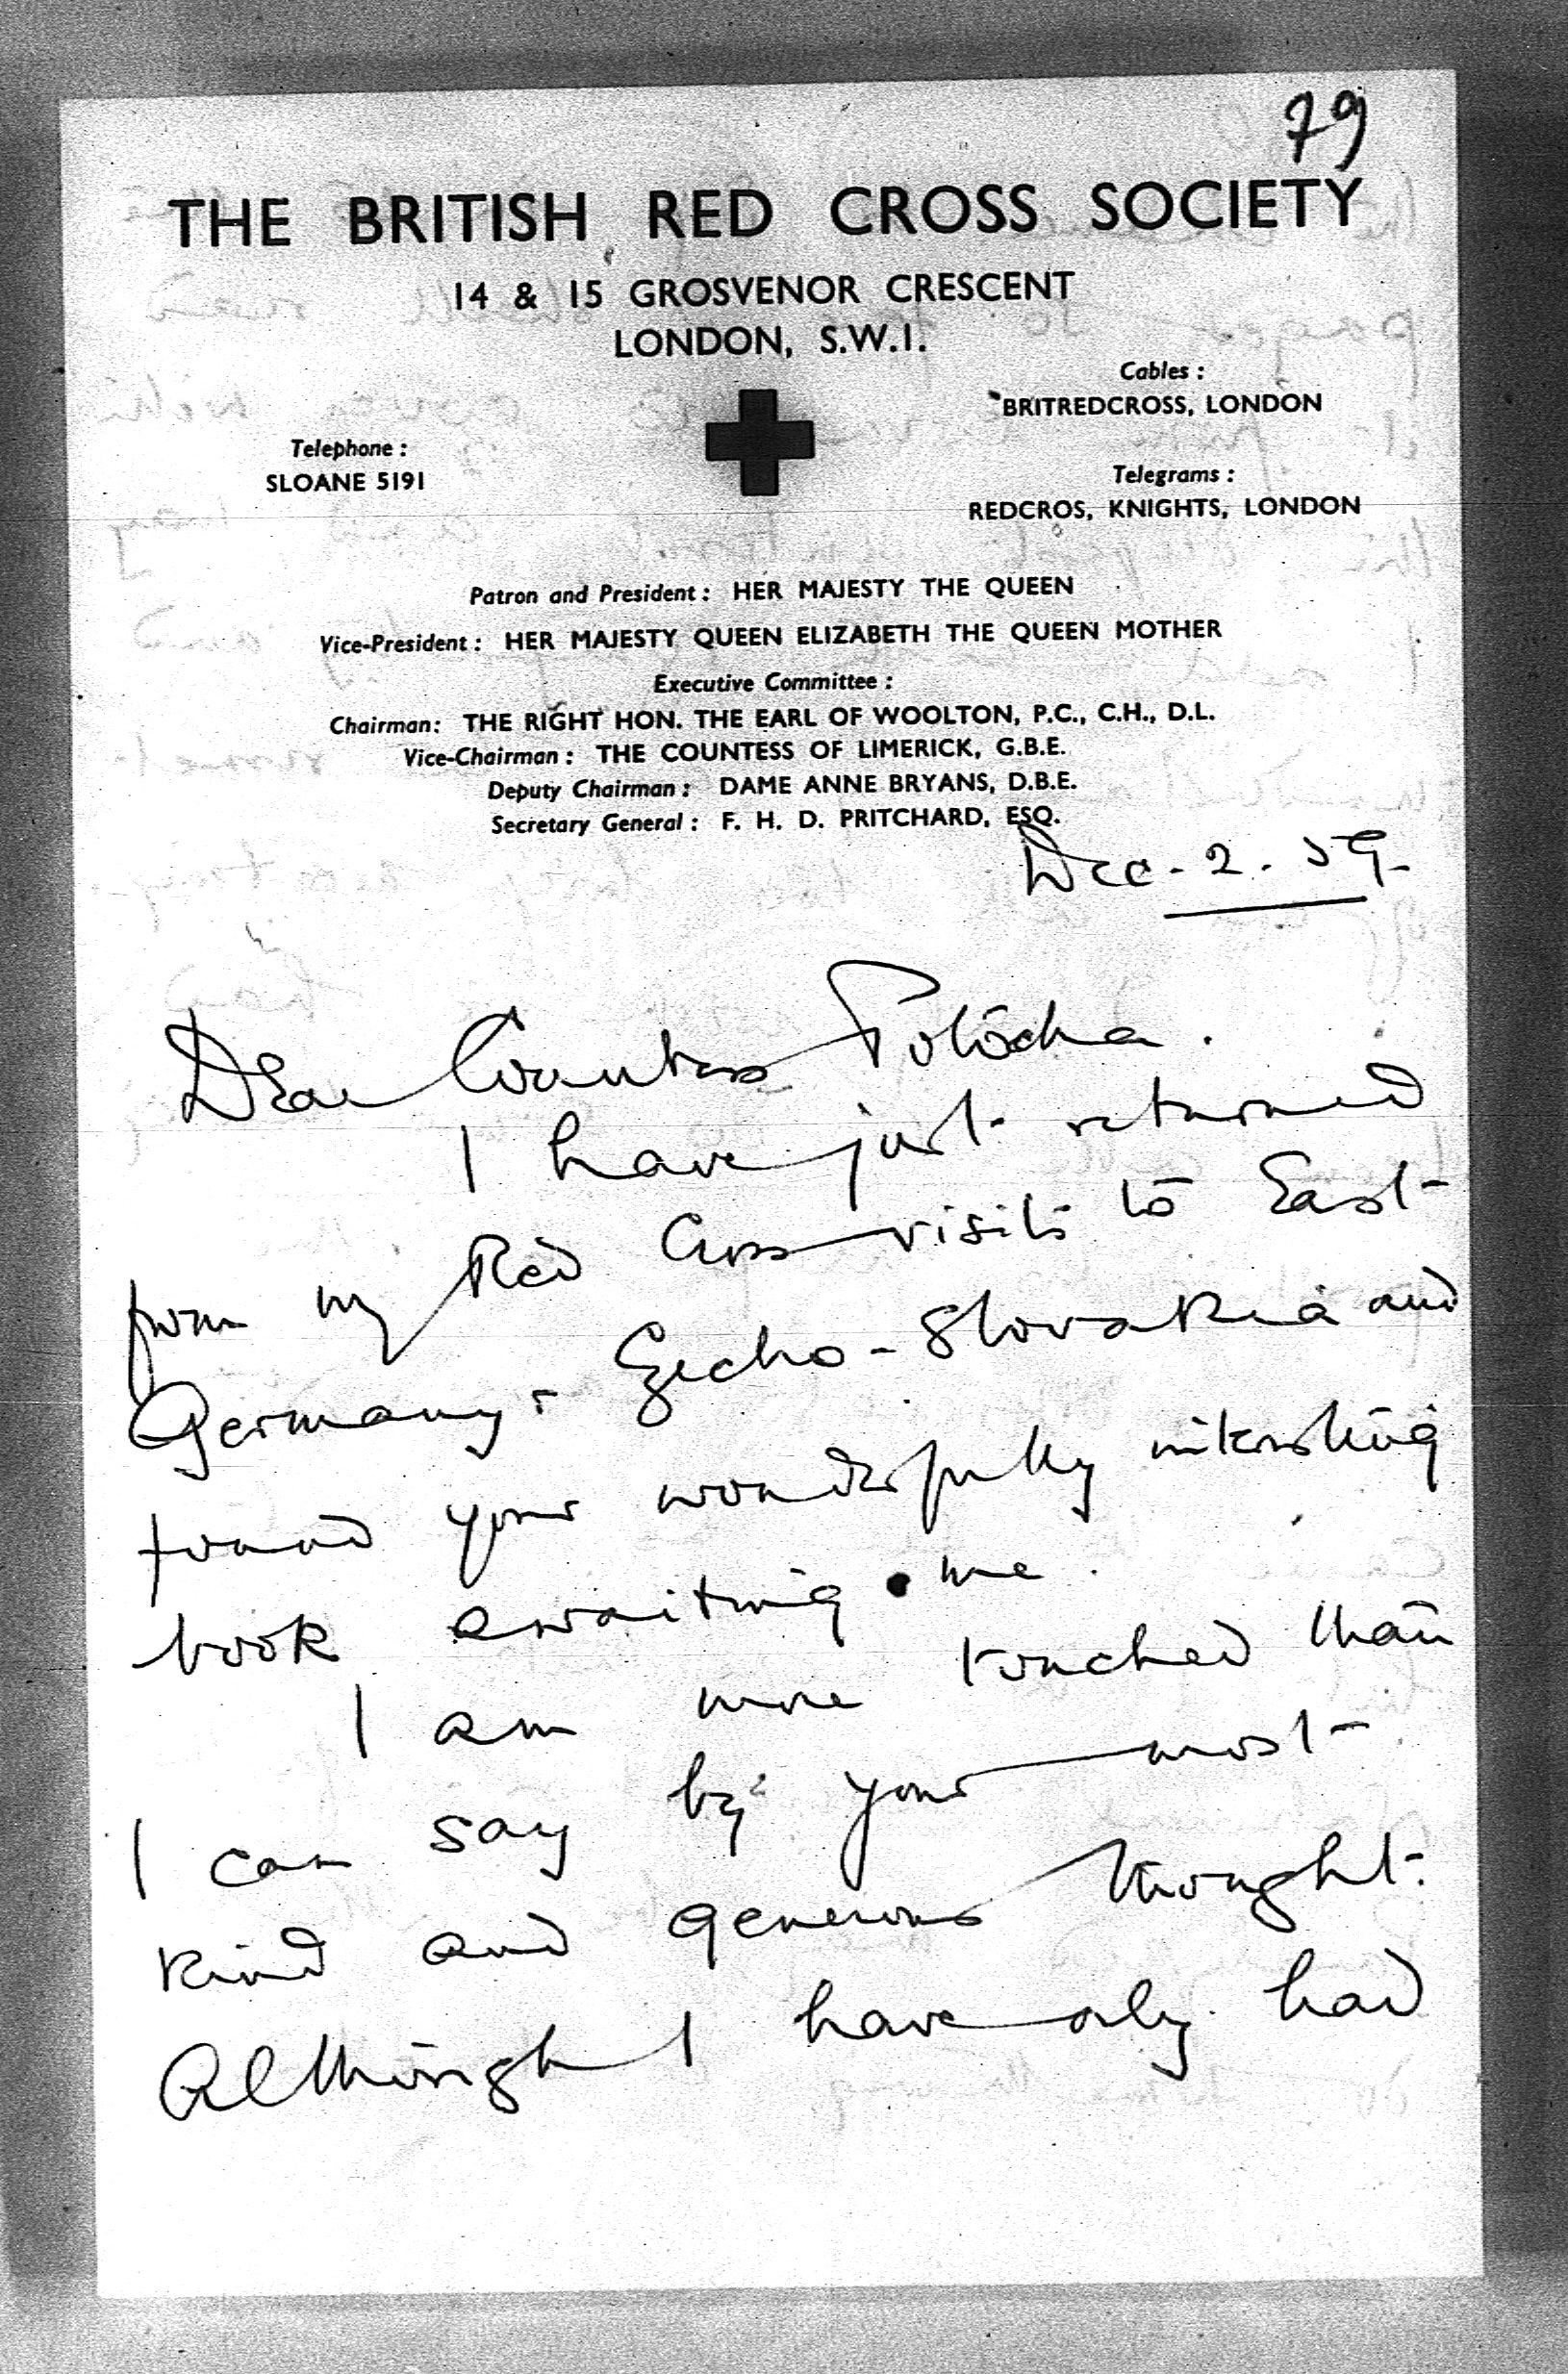 79
THE BRITISH RED CROSS SOCIETY
14 & 15 GROSVENOR CRESCENT
LONDON, S.W.1.
Cables :
BRITREDCROSS, LONDON
Telephone :
SLOANE 5191
Telegrams :
REDCROS, KNIGHTS, LONDON
Patron and President : HER MAJESTY THE QUEEN
Vice-President : HER MAJESTY QUEEN ELIZABETH THE QUEEN MOTHER
Executive Committee :
Chairman: THE RIGHT HON. THE EARL OF WOOLTON, P.C., C.H., D.L.
Vice-Chairman : THE COUNTESS OF LIMERICK, G.B.E.
Deputy Chairman : DAME ANNE BRYANS, D.B.E.
Secretary General : F. H. D. PRITCHARD, ESQ.
Dec - 2 . 59 -
Dear Countess Potocka .
I have just returned
from my Red Cross visits to East
Germany & Czecho-Slovakia and
found your wonderfully interesting
book awaiting me .
I am more touched than
I can say by your most
kind and generous thought.
Although I have only had